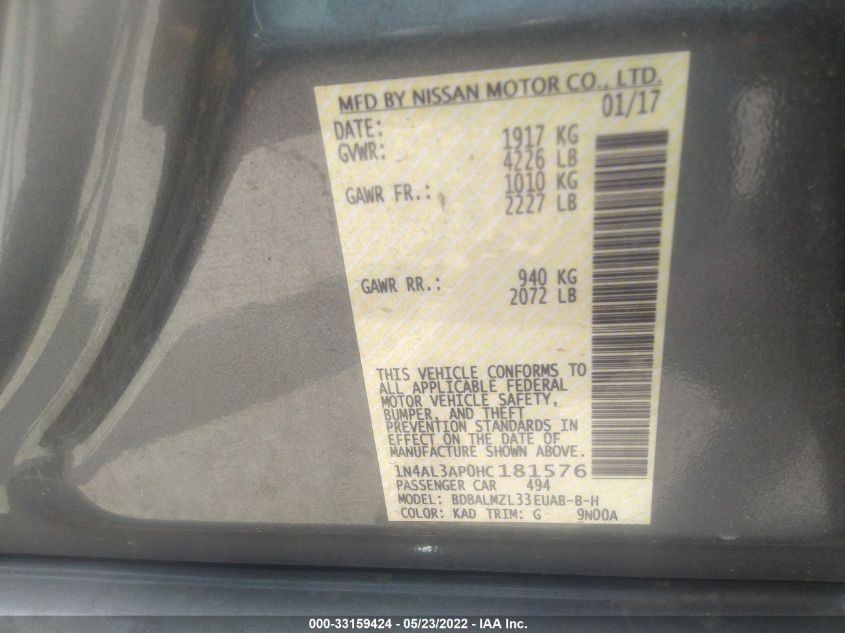 MFD BY NISSAN MOTOR CO., LTD.
DATE: 01/17
GVWR: 1917 KG
4226 LB
GAWR FR.: 1010 KG
2227 LB
GAWR RR.: 940 KG
2072 LB
THIS VEHICLE CONFORMS TO
ALL APPLICABLE FEDERAL
MOTOR VEHICLE SAFETY,
BUMPER, AND THEFT
PREVENTION STANDARDS IN
EFFECT ON THE DATE OF
MANUFACTURE SHOWN ABOVE.
1N4AL3AP0HC181576
PASSENGER CAR 494
MODEL: BDBALMZL33EUAB-B-H
COLOR: KAD TRIM: G 9N00A
000-33159424 - 05/23/2022 - IAA Inc.